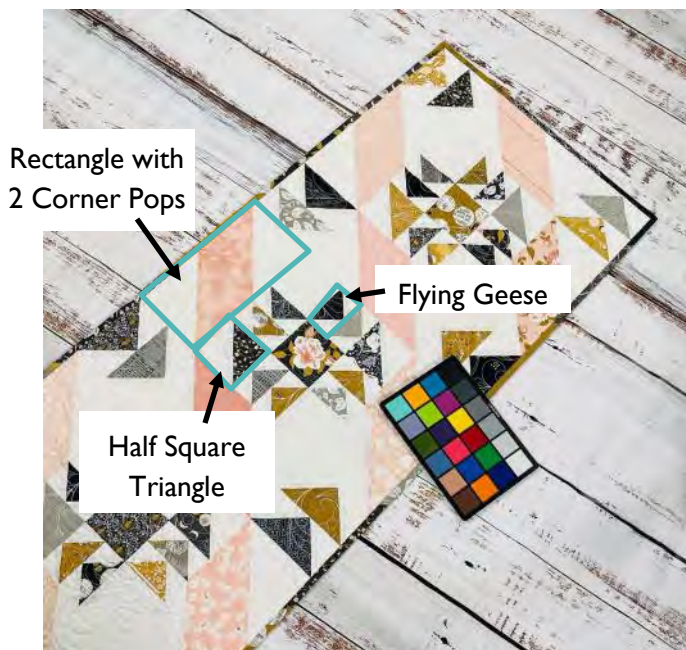 Rectangle with
2 Corner Pops
Flying Geese
Half Square
Triangle